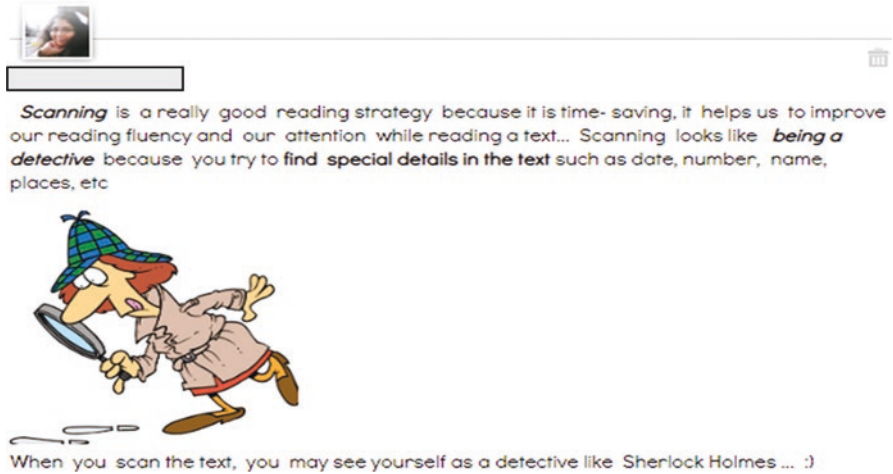 Scanning is a really good reading strategy because it is time- saving, it helps us to improve
our reading fluency and our attention while reading a text... Scanning looks like being a
detective because you try to find special details in the text such as date, number, name,
places, etc
When you scan the text, you may see yourself as a detective like Sherlock Holmes ... :)